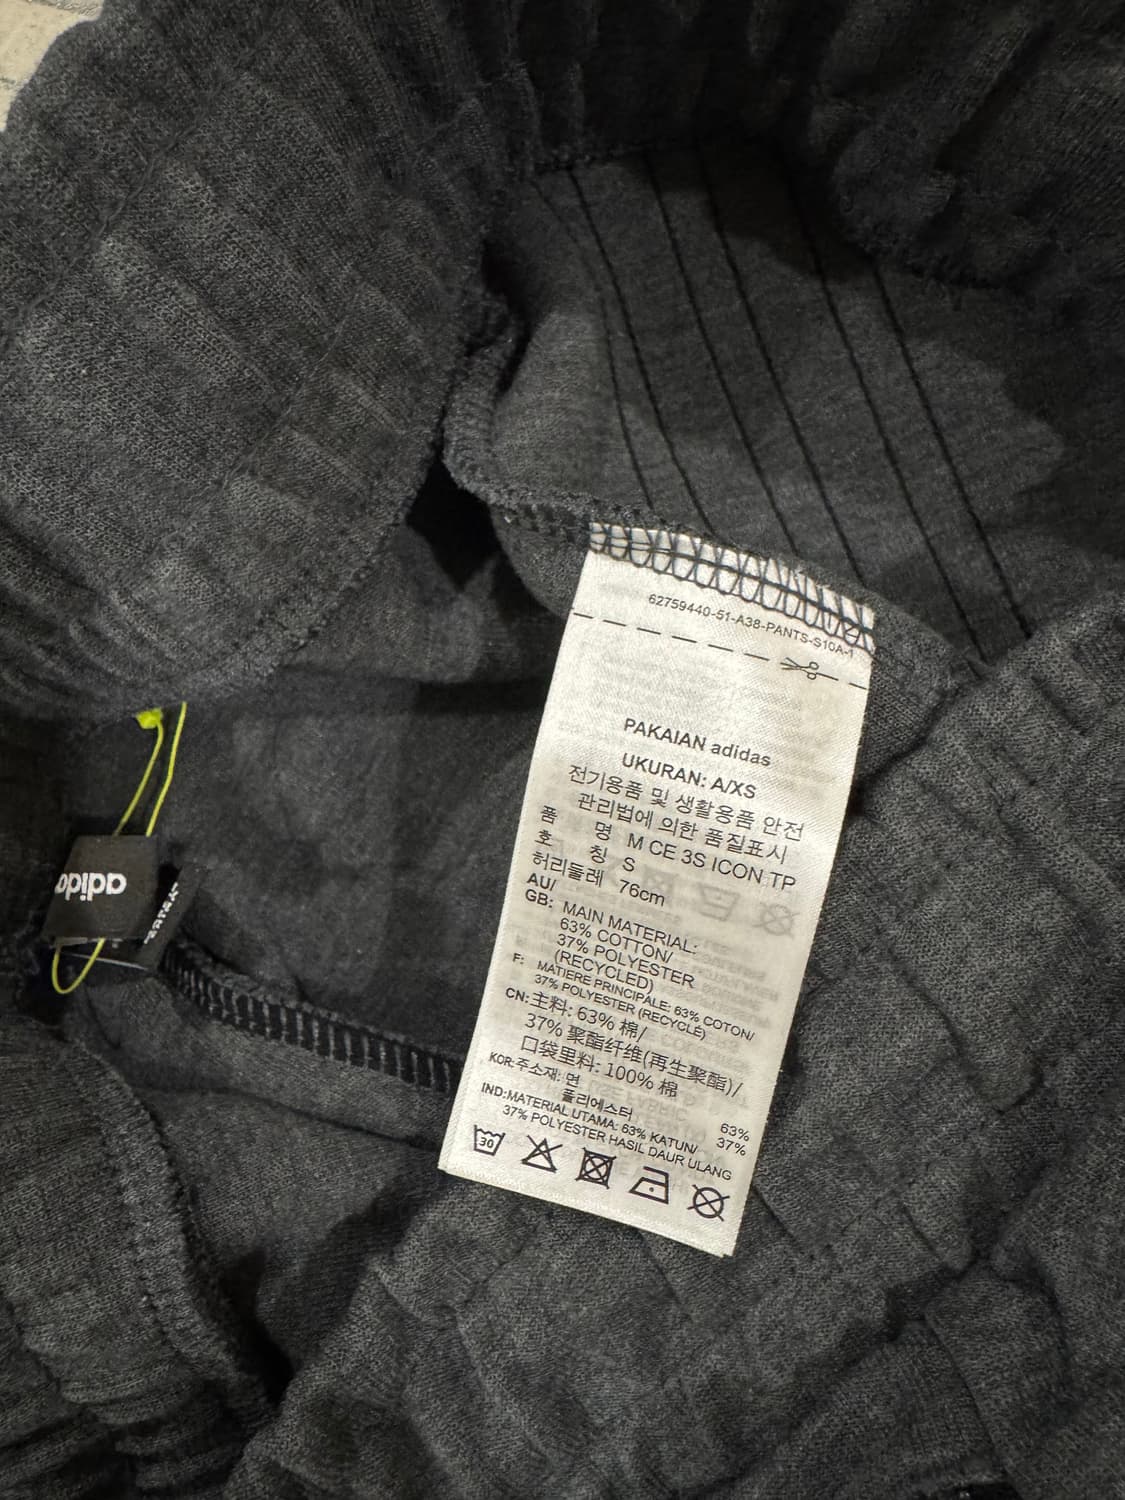 62759440-51-A38-PANTS-S10A-1
PAKAIAN adidas
UKURAN: A/XS
전기용품 및 생활용품 안전
관리법에 의한 품질표시
품 명 M CE 3S ICON TP
호 칭 S
허리둘레 76cm
AU/
GB: MAIN MATERIAL:
63% COTTON/
37% POLYESTER
(RECYCLED)
F: MATIERE PRINCIPALE: 63% COTON/
37% POLYESTER (RECYCLÉ)
CN: 主料: 63% 棉/
37% 聚酯纤维(再生聚酯)/
口袋里料: 100% 棉
KOR: 주소재: 면 63%
폴리에스터 37%
IND:MATERIAL UTAMA: 63% KATUN/
37% POLYESTER HASIL DAUR ULANG
30
adidas